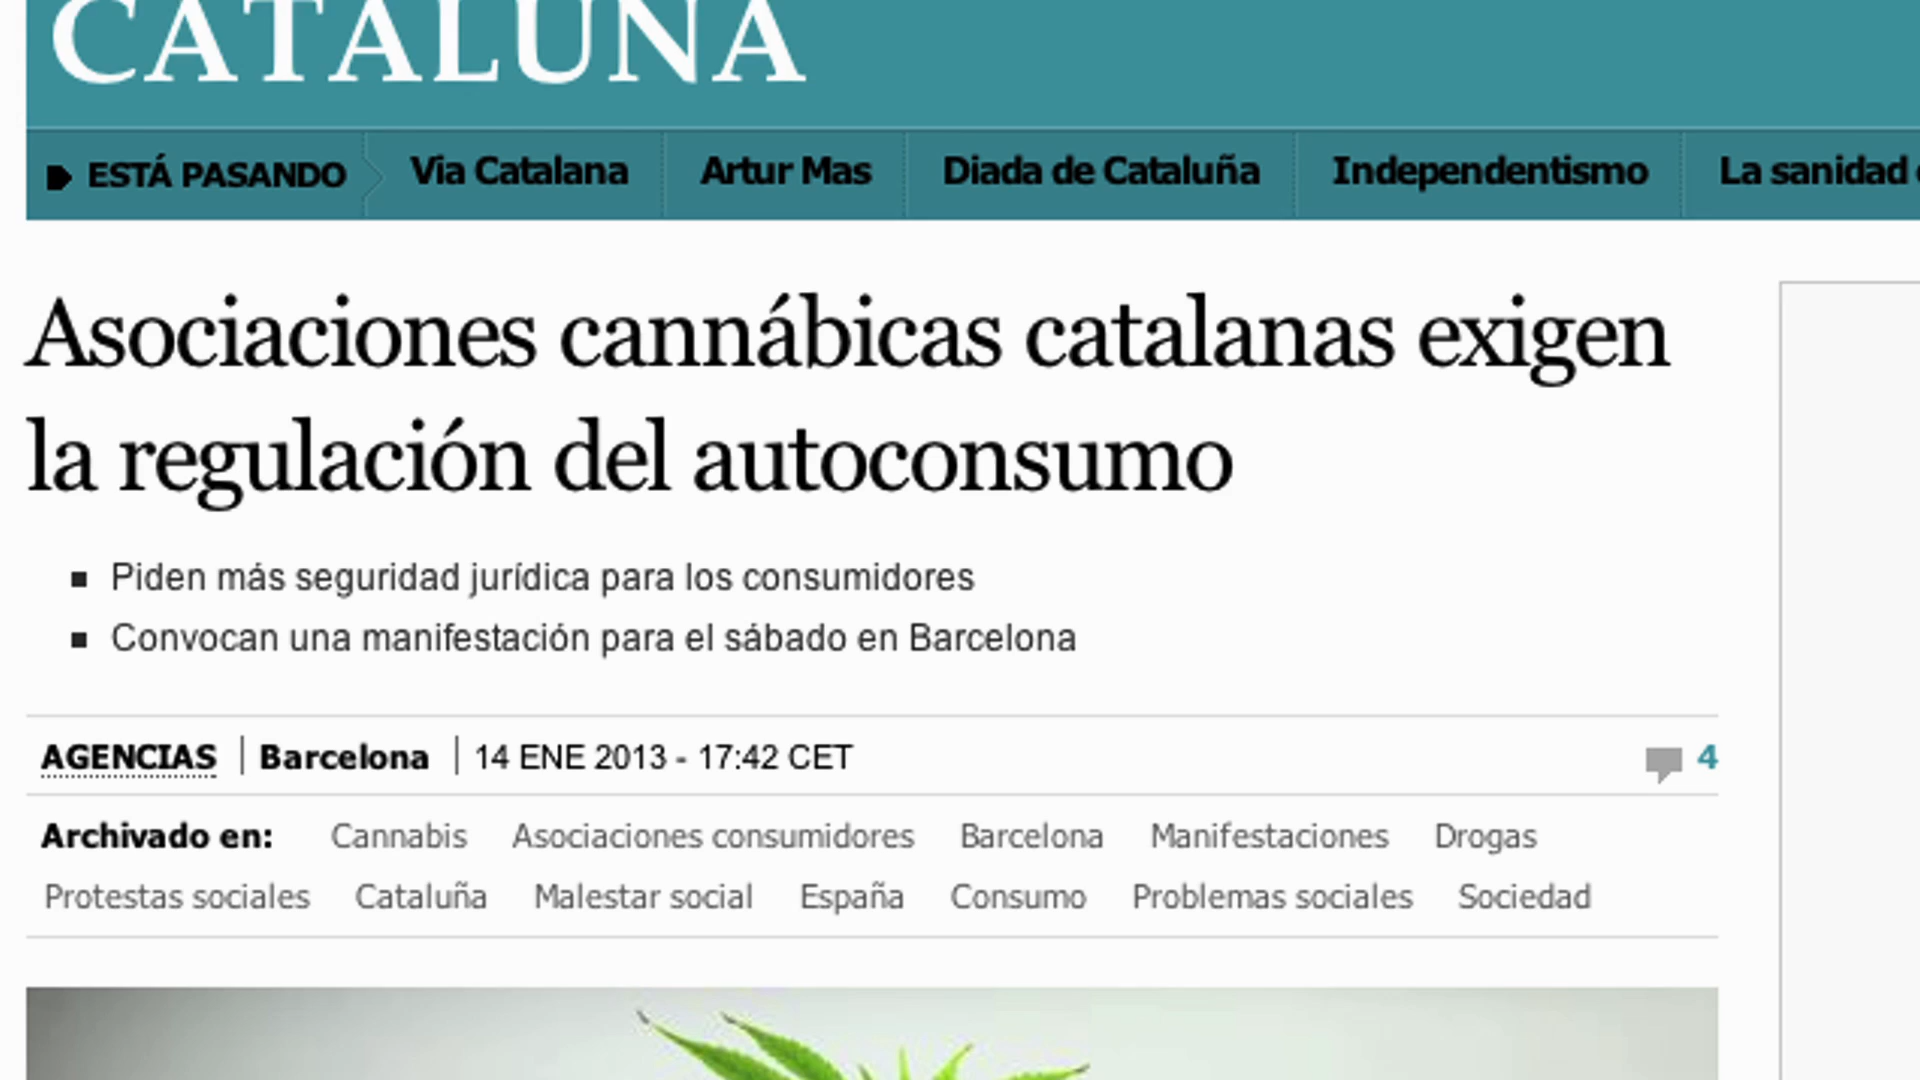 CATALUÑA
ESTÁ PASANDO Via Catalana Artur Mas Diada de Cataluña Independentismo La sanidad
Asociaciones cannábicas catalanas exigen
la regulación del autoconsumo
Piden más seguridad jurídica para los consumidores
Convocan una manifestación para el sábado en Barcelona
AGENCIAS Barcelona 14 ENE 2013 - 17:42 CET 4
Archivado en: Cannabis Asociaciones consumidores Barcelona Manifestaciones Drogas
Protestas sociales Cataluña Malestar social España Consumo Problemas sociales Sociedad